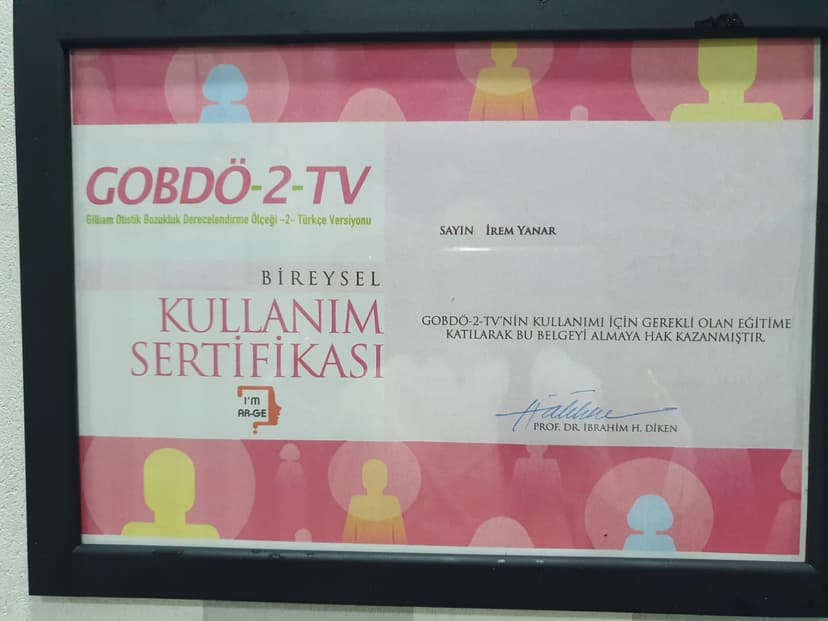 GOBDÖ-2-TV
Gilliam Otistik Bozukluk Derecelendirme Ölçeği -2- Türkçe Versiyonu
BİREYSEL
KULLANIM
SERTİFİKASI
I'M
AR-GE
SAYIN İREM YANAR
GOBDÖ-2-TV'NİN KULLANIMI İÇİN GEREKLİ OLAN EĞİTİME
KATILARAK BU BELGEYİ ALMAYA HAK KAZANMIŞTIR.
PROF. DR. İBRAHİM H. DİKEN